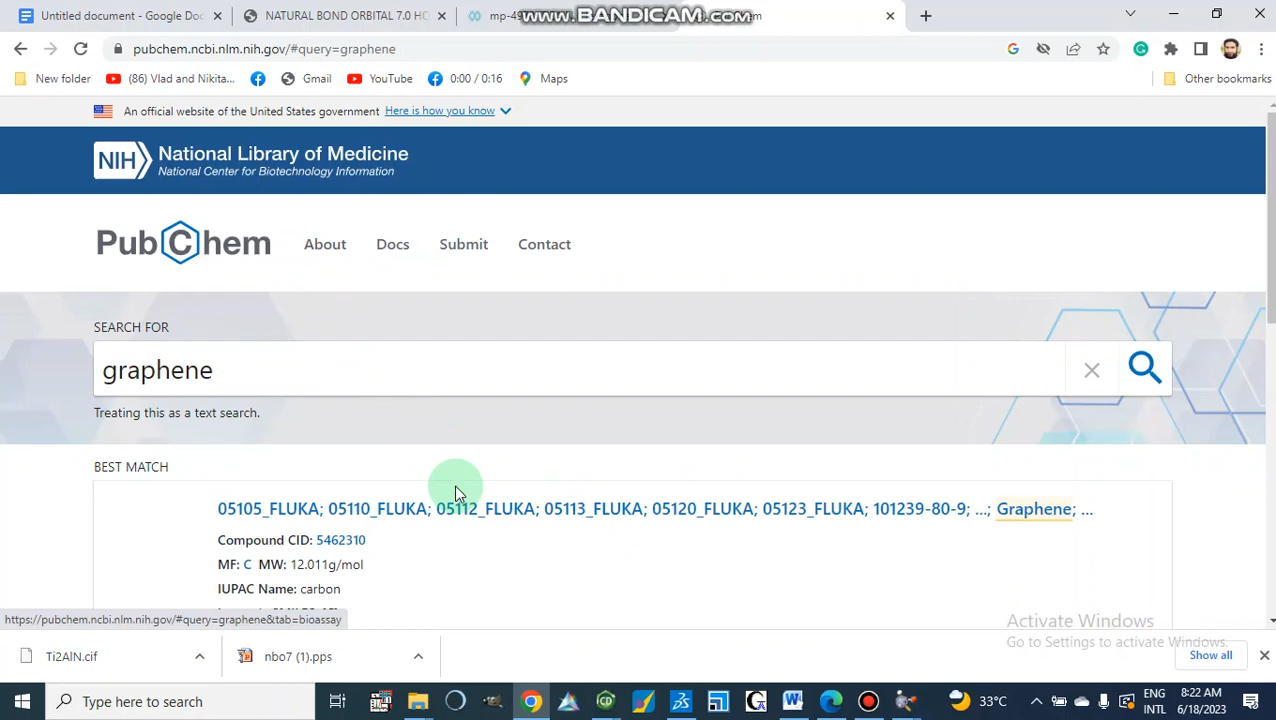 Untitled document - Google Doc
NATURAL BOND ORBITAL 7.0 HO
www.BANDICAM.com
pubchem.ncbi.nlm.nih.gov/#query=graphene
New folder
(86) Vlad and Nikita...
Gmail
YouTube
0:00 / 0:16
Maps
Other bookmarks
An official website of the United States government Here is how you know
NIH
National Library of Medicine
National Center for Biotechnology Information
PubChem
About
Docs
Submit
Contact
SEARCH FOR
graphene
Treating this as a text search.
BEST MATCH
05105_FLUKA; 05110_FLUKA; 05112_FLUKA; 05113_FLUKA; 05120_FLUKA; 05123_FLUKA; 101239-80-9; ...; Graphene; ...
Compound CID: 5462310
MF: C MW: 12.011g/mol
IUPAC Name: carbon
https://pubchem.ncbi.nlm.nih.gov/#query=graphene&tab=bioassay
Activate Windows
Go to Settings to activate Windows.
Ti2AlN.cif
nbo7 (1).pps
Show all
Type here to search
33°C
ENG
INTL
8:22 AM
6/18/2023